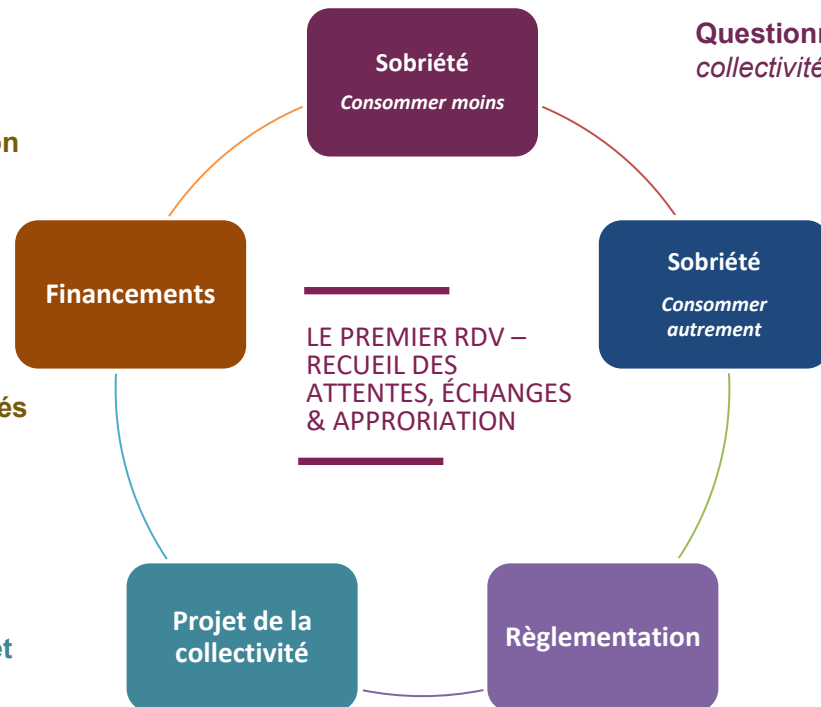 Sobriété
Consommer moins
Sobriété
Consommer
autrement
Règlementation
Projet de la
collectivité
Financements
LE PREMIER RDV –
RECUEIL DES
ATTENTES, ÉCHANGES
& APPRORIATION